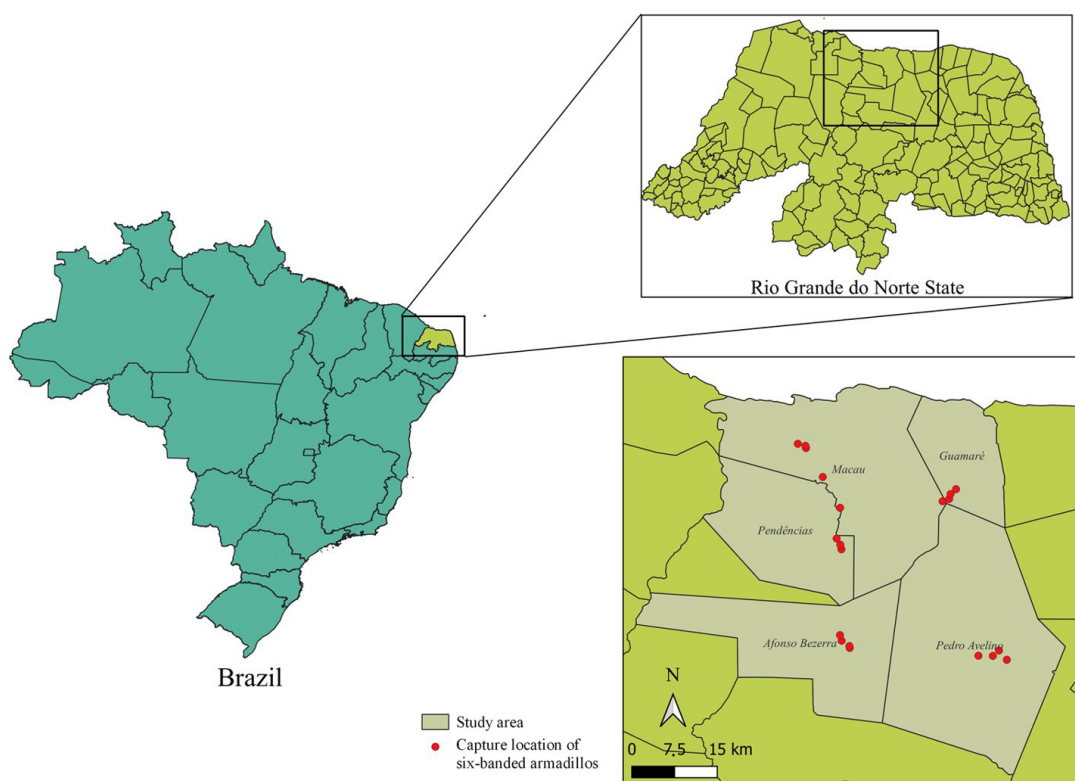 Rio Grande do Norte State
Brazil
Macau
Guamaré
Pendências
Afonso Bezerra
Pedro Avelino
N
0 7.5 15 km
Study area
Capture location of
six-banded armadillos